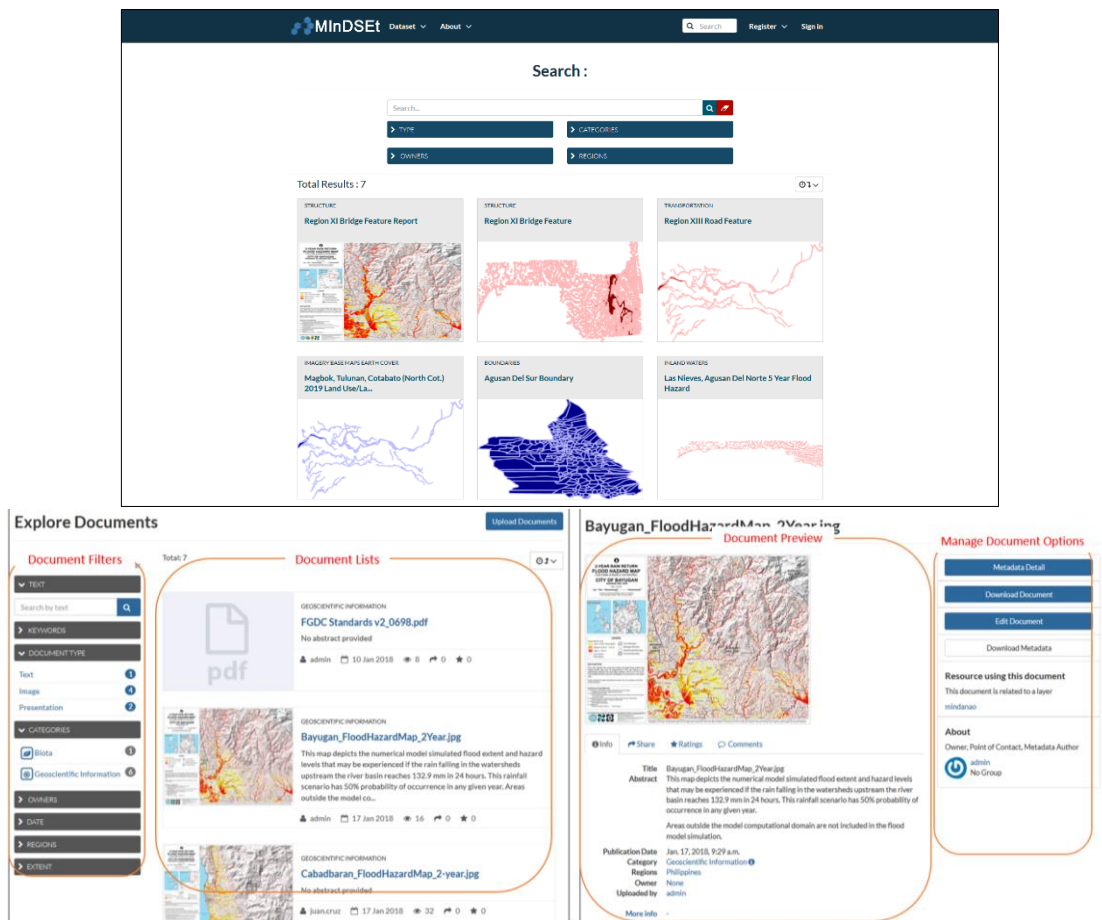 MInDSEt Dataset About Search Register Sign in
Search :
Search...
TYPE CATEGORIES
OWNERS REGIONS
Total Results : 7
STRUCTURE
Region XI Bridge Feature Report
STRUCTURE
Region XI Bridge Feature
TRANSPORTATION
Region XIII Road Feature
IMAGERY BASE MAPS EARTH COVER
Magbok, Tulunan, Cotabato (North Cot.)
2019 Land Use/La...
BOUNDARIES
Agusan Del Sur Boundary
INLAND WATERS
Las Nieves, Agusan Del Norte 5 Year Flood
Hazard
Explore Documents
Upload Documents
Document Filters
TEXT
Search by text
KEYWORDS
DOCUMENT TYPE
Text 1
Image 4
Presentation 2
CATEGORIES
Biota 1
Geoscientific Information 6
OWNERS
DATE
REGIONS
EXTENT
Total: 7
Document Lists
pdf
GEOSCIENTIFIC INFORMATION
FGDC Standards v2_0698.pdf
No abstract provided
admin 10 Jan 2018 8 0 0
GEOSCIENTIFIC INFORMATION
Bayugan_FloodHazardMap_2Year.jpg
This map depicts the numerical model simulated flood extent and hazard
levels that may be experienced if the rain falling in the watersheds
upstream the river basin reaches 132.9 mm in 24 hours. This rainfall
scenario has 50% probability of occurrence in any given year. Areas
outside the model co...
admin 17 Jan 2018 16 0 0
GEOSCIENTIFIC INFORMATION
Cabadbaran_FloodHazardMap_2-year.jpg
No abstract provided
juan.cruz 17 Jan 2018 32 0 0
Bayugan_FloodHazardMap_2Year.jpg
Document Preview
2-YEAR RAIN RETURN
FLOOD HAZARD MAP
CITY OF BAYUGAN
Info Share Ratings Comments
Title Bayugan_FloodHazardMap_2Year.jpg
Abstract This map depicts the numerical model simulated flood extent and hazard levels
that may be experienced if the rain falling in the watersheds upstream the river
basin reaches 132.9 mm in 24 hours. This rainfall scenario has 50% probability of
occurrence in any given year.
Areas outside the model computational domain are not included in the flood
model simulation.
Publication Date Jan. 17, 2018, 9:29 a.m.
Category Geoscientific Information
Regions Philippines
Owner None
Uploaded by admin
More info -
Manage Document Options
Metadata Detail
Download Document
Edit Document
Download Metadata
Resource using this document
This document is related to a layer
mindanao
About
Owner, Point of Contact, Metadata Author
admin
No Group